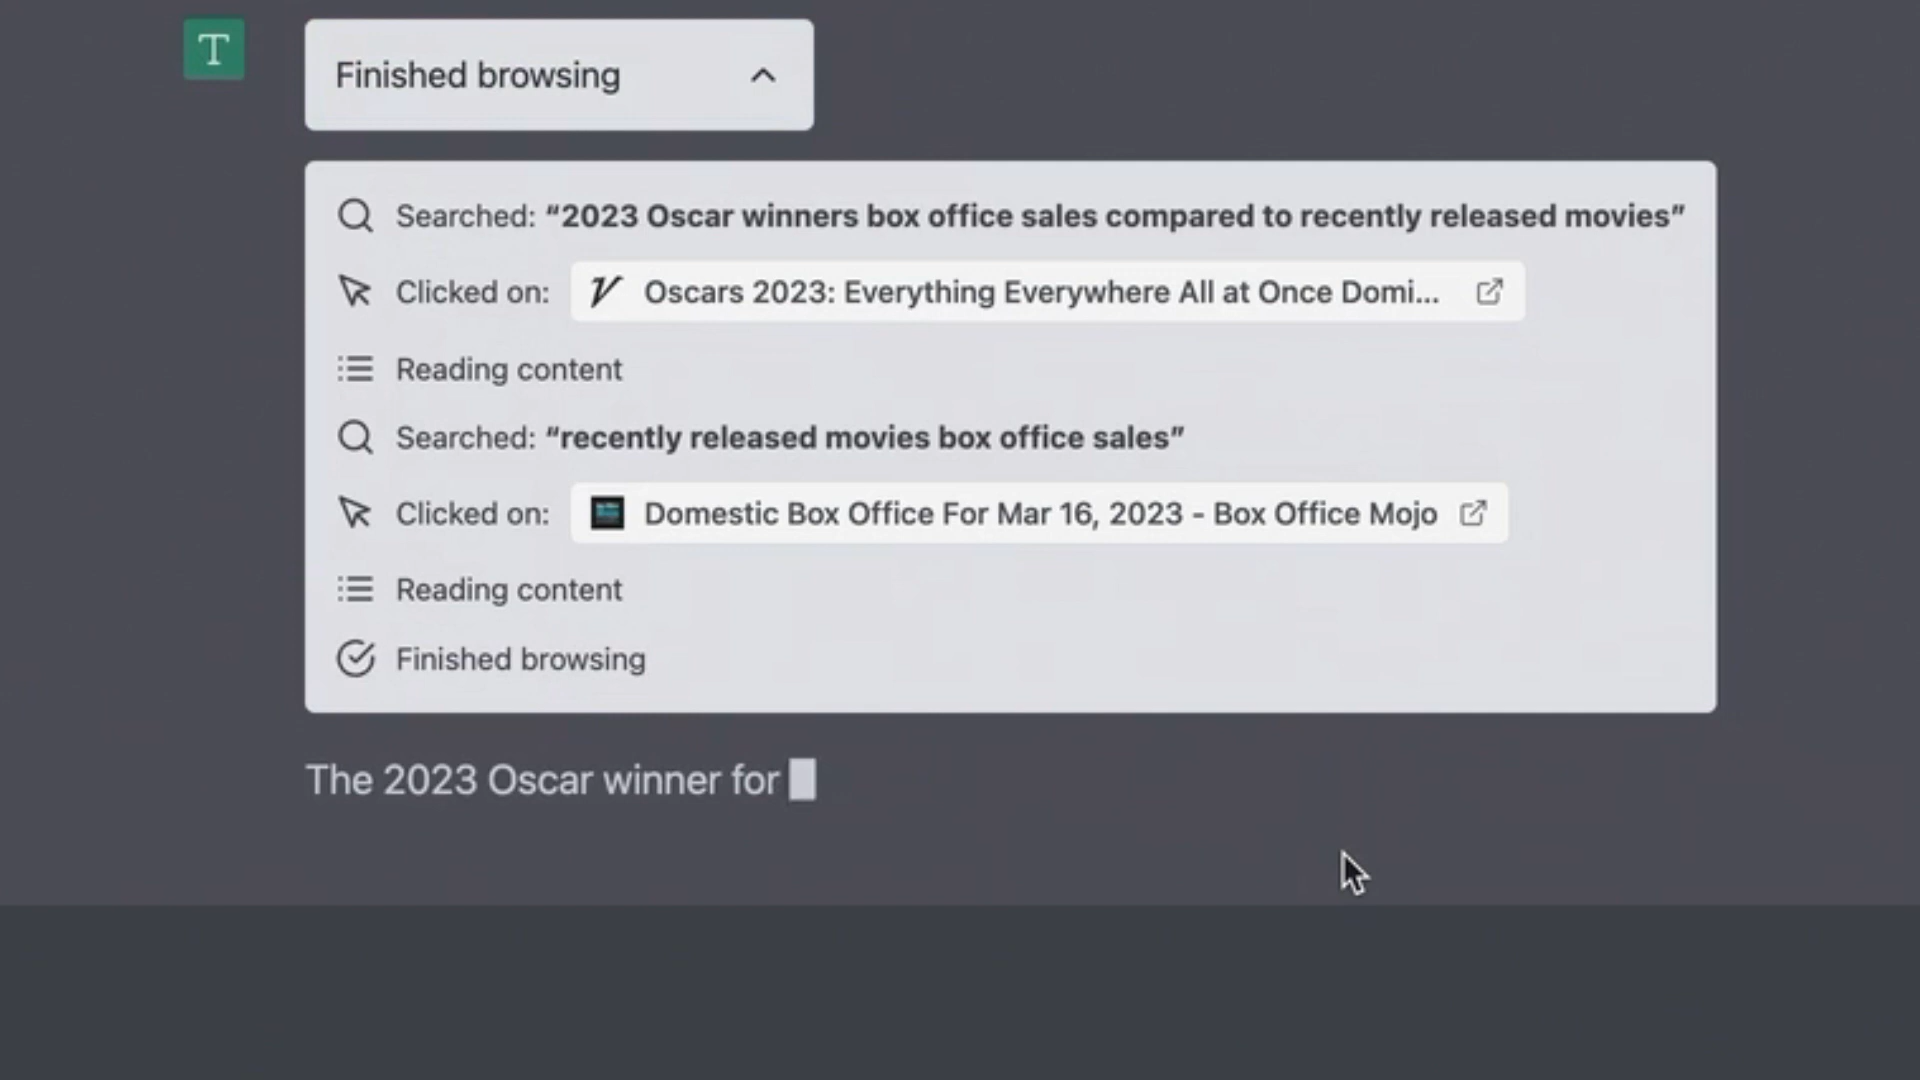 T
Finished browsing
Searched: “2023 Oscar winners box office sales compared to recently released movies”
Clicked on: V Oscars 2023: Everything Everywhere All at Once Domi...
Reading content
Searched: “recently released movies box office sales”
Clicked on: Domestic Box Office For Mar 16, 2023 - Box Office Mojo
Reading content
Finished browsing
The 2023 Oscar winner for